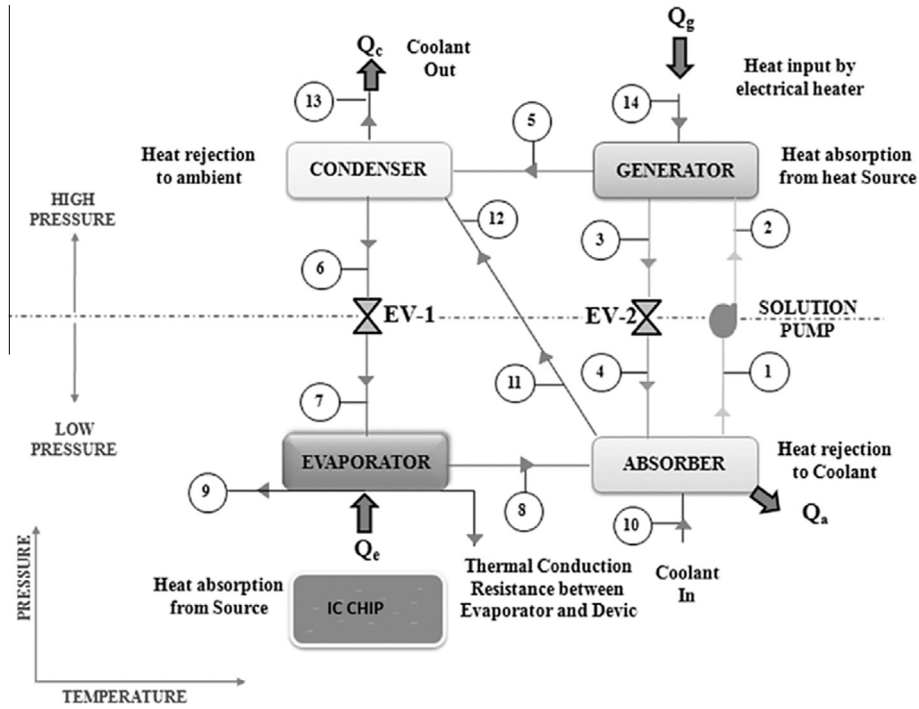 Qc
Coolant
Out
Qg
Heat input by
electrical heater
13
14
5
Heat rejection
to ambient
CONDENSER
GENERATOR
Heat absorption
from heat Source
HIGH
PRESSURE
12
3
2
6
EV-1
EV-2
SOLUTION
PUMP
7
11
4
1
LOW
PRESSURE
EVAPORATOR
ABSORBER
Heat rejection
to Coolant
9
8
10
Qa
Qe
Heat absorption
from Source
IC CHIP
Thermal Conduction
Resistance between
Evaporator and Devic
Coolant
In
PRESSURE
TEMPERATURE